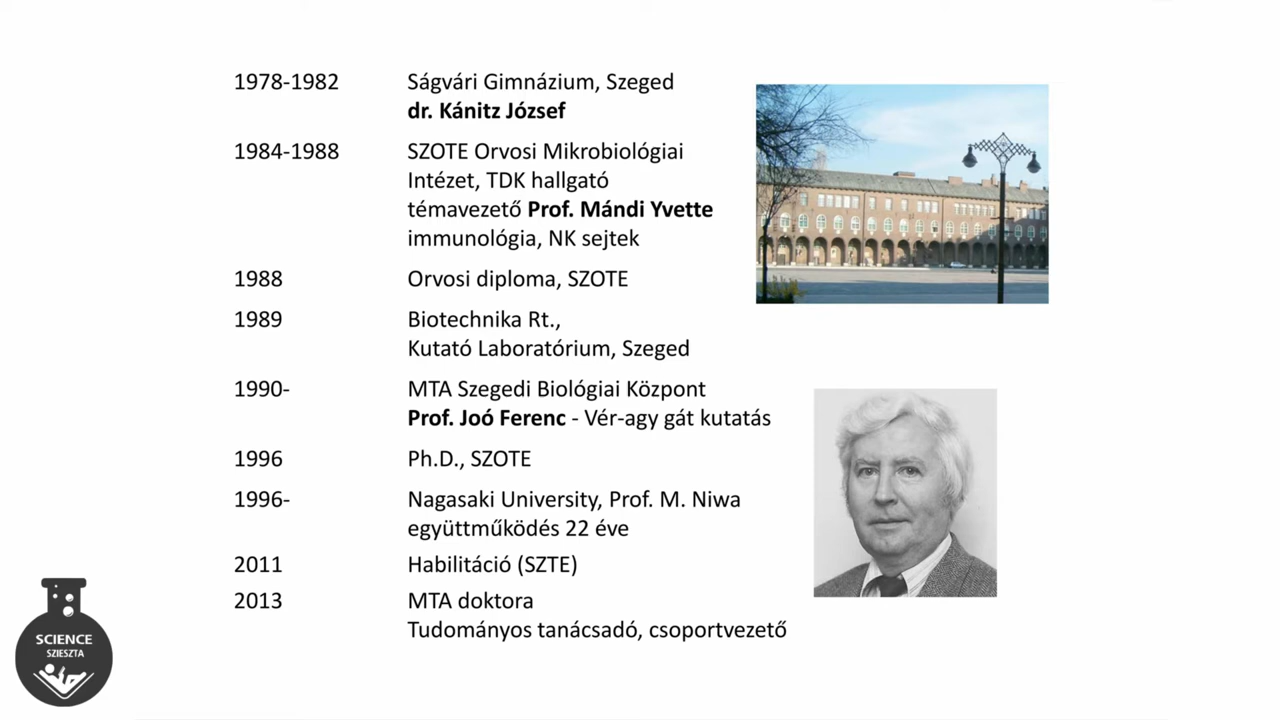 1978-1982 Ságvári Gimnázium, Szeged
dr. Kánitz József
1984-1988 SZOTE Orvosi Mikrobiológiai
Intézet, TDK hallgató
témavezető Prof. Mándi Yvette
immunológia, NK sejtek
1988 Orvosi diploma, SZOTE
1989 Biotechnika Rt.,
Kutató Laboratórium, Szeged
1990- MTA Szegedi Biológiai Központ
Prof. Joó Ferenc - Vér-agy gát kutatás
1996 Ph.D., SZOTE
1996- Nagasaki University, Prof. M. Niwa
együttműködés 22 éve
2011 Habilitáció (SZTE)
2013 MTA doktora
Tudományos tanácsadó, csoportvezető
SCIENCE
SZIESZTA